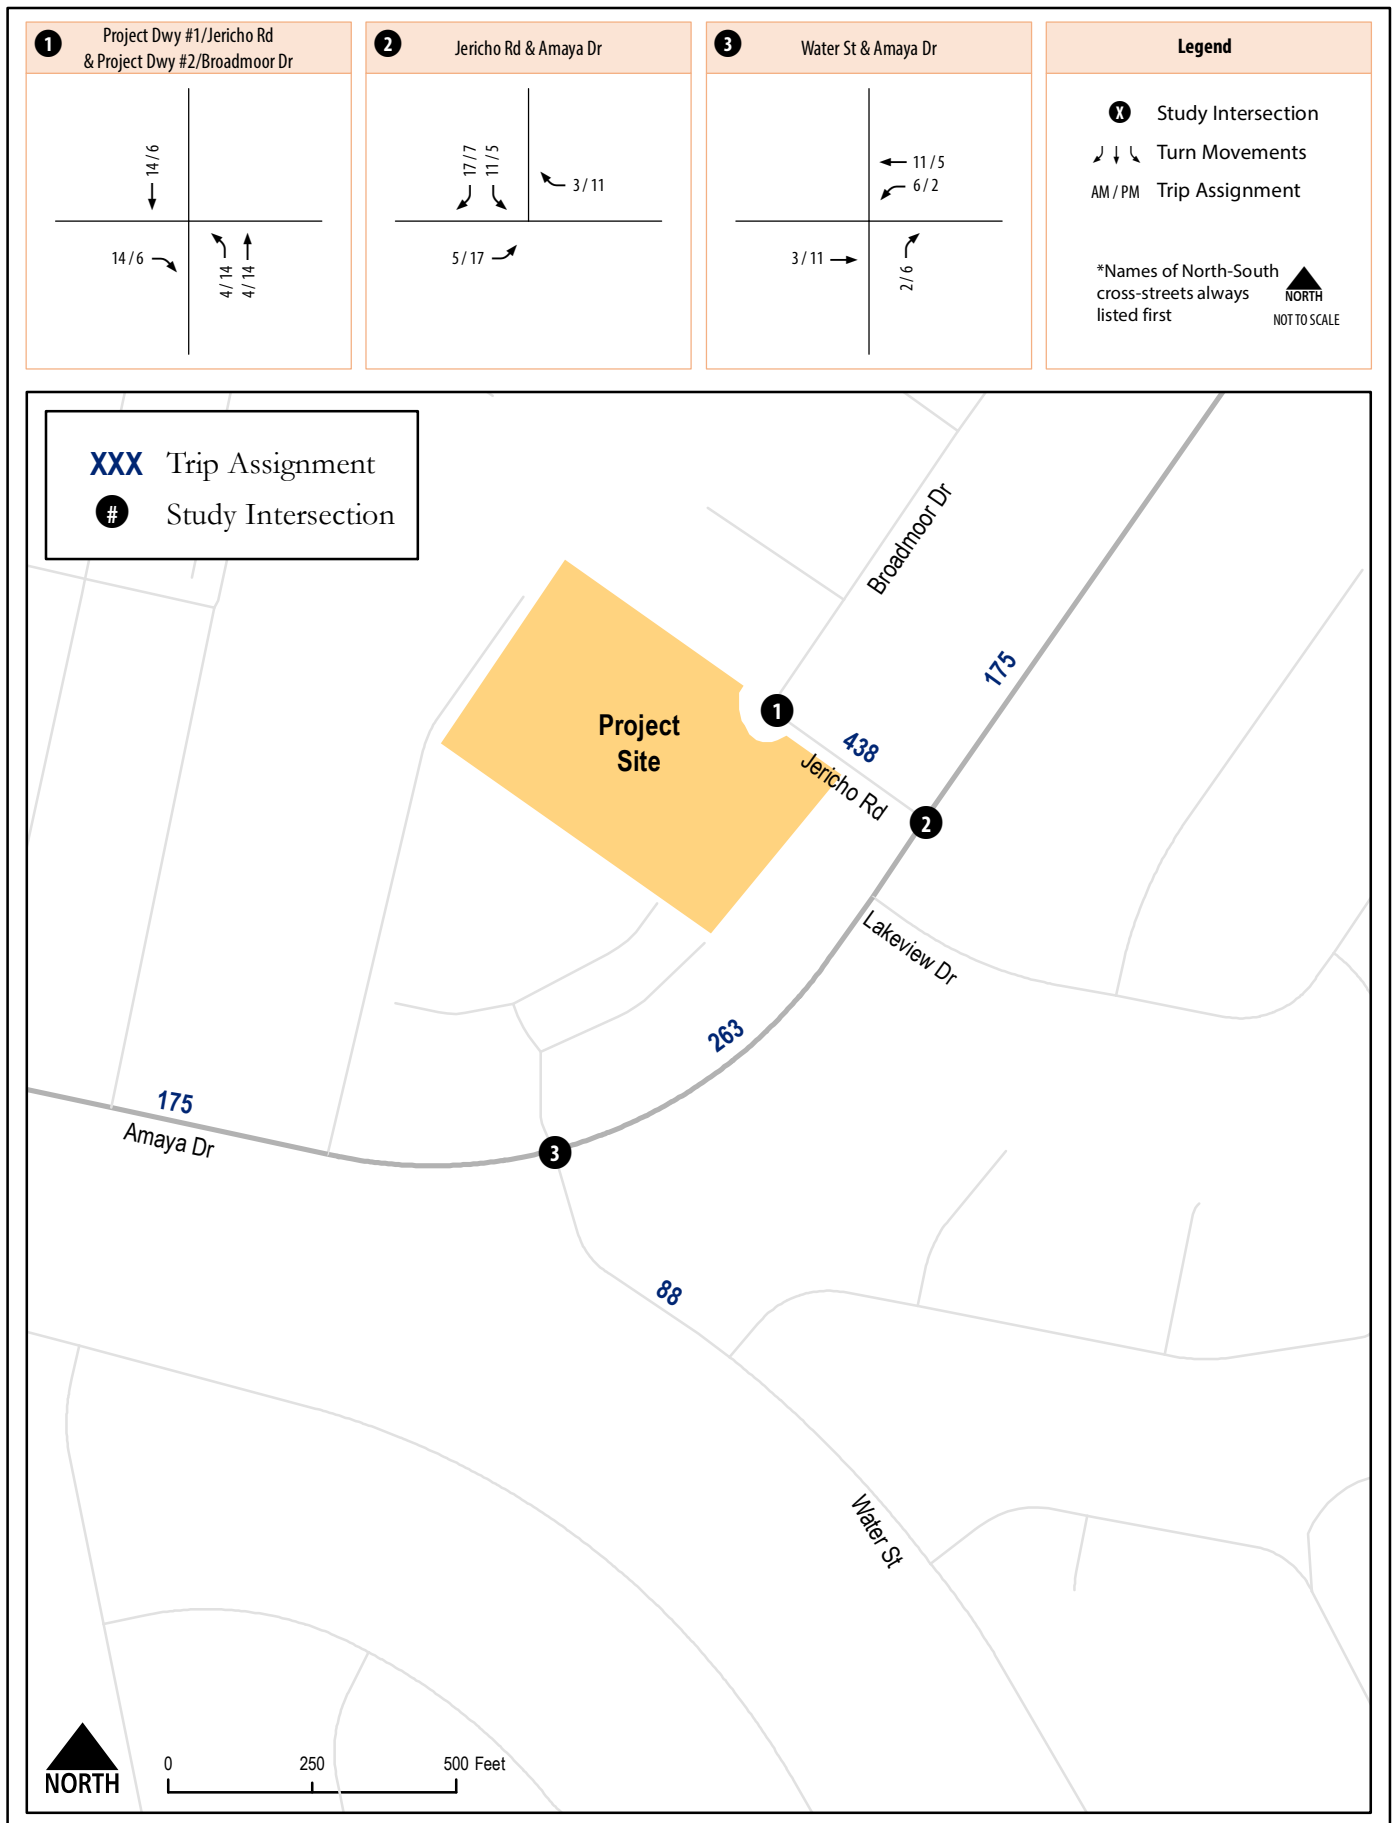 1
Project Dwy #1/Jericho Rd
& Project Dwy #2/Broadmoor Dr
14 / 6
14 / 6
4 / 14
4 / 14
2
Jericho Rd & Amaya Dr
17 / 7
11 / 5
3 / 11
5 / 17
3
Water St & Amaya Dr
11 / 5
6 / 2
3 / 11
2 / 6
Legend
X Study Intersection
Turn Movements
AM / PM Trip Assignment
*Names of North-South
cross-streets always
listed first
NORTH
NOT TO SCALE
XXX Trip Assignment
# Study Intersection
Broadmoor Dr
175
Project
Site
1
438
Jericho Rd
2
Lakeview Dr
263
175
Amaya Dr
3
88
Water St
NORTH
0 250 500 Feet